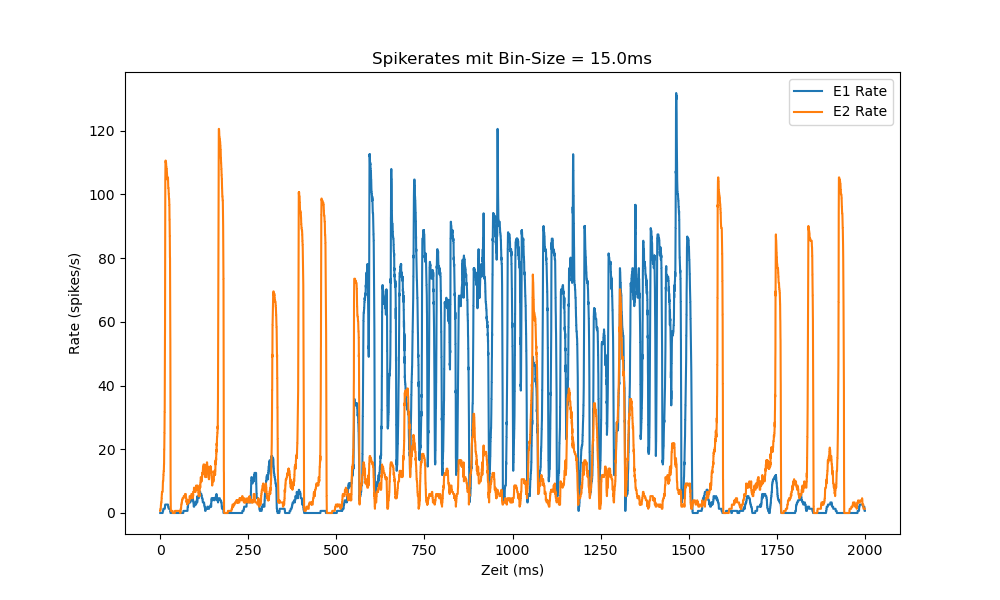 Spikerates mit Bin-Size = 15.0ms
E1 Rate
E2 Rate
120
100
80
60
40
20
0
Rate (spikes/s)
0 250 500 750 1000 1250 1500 1750 2000
Zeit (ms)